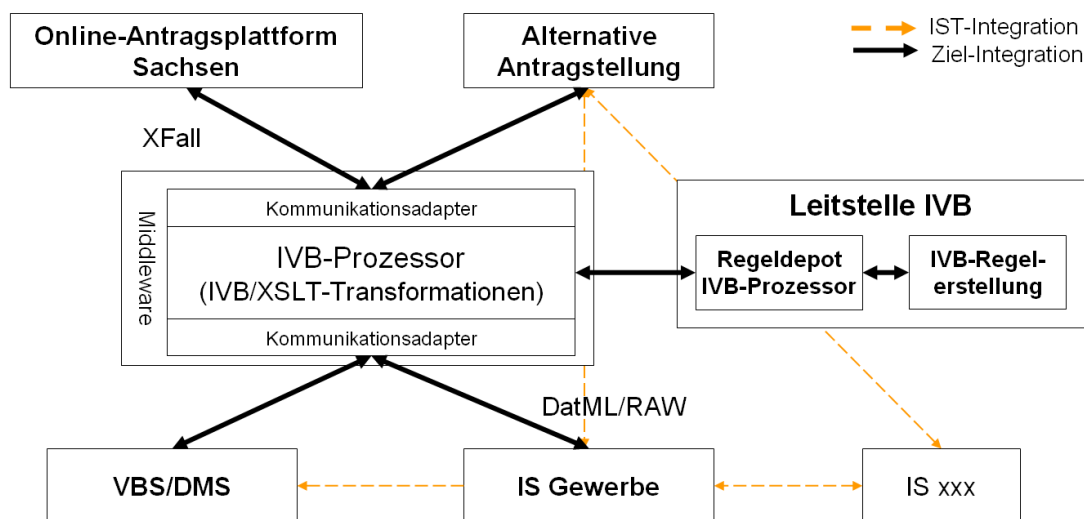 Online-Antragsplattform
Sachsen
Alternative
Antragstellung
IST-Integration
Ziel-Integration
XFall
Middleware
Kommunikationsadapter
IVB-Prozessor
(IVB/XSLT-Transformationen)
Kommunikationsadapter
Leitstelle IVB
Regeldepot
IVB-Prozessor
IVB-Regel-
erstellung
DatML/RAW
VBS/DMS
IS Gewerbe
IS xxx